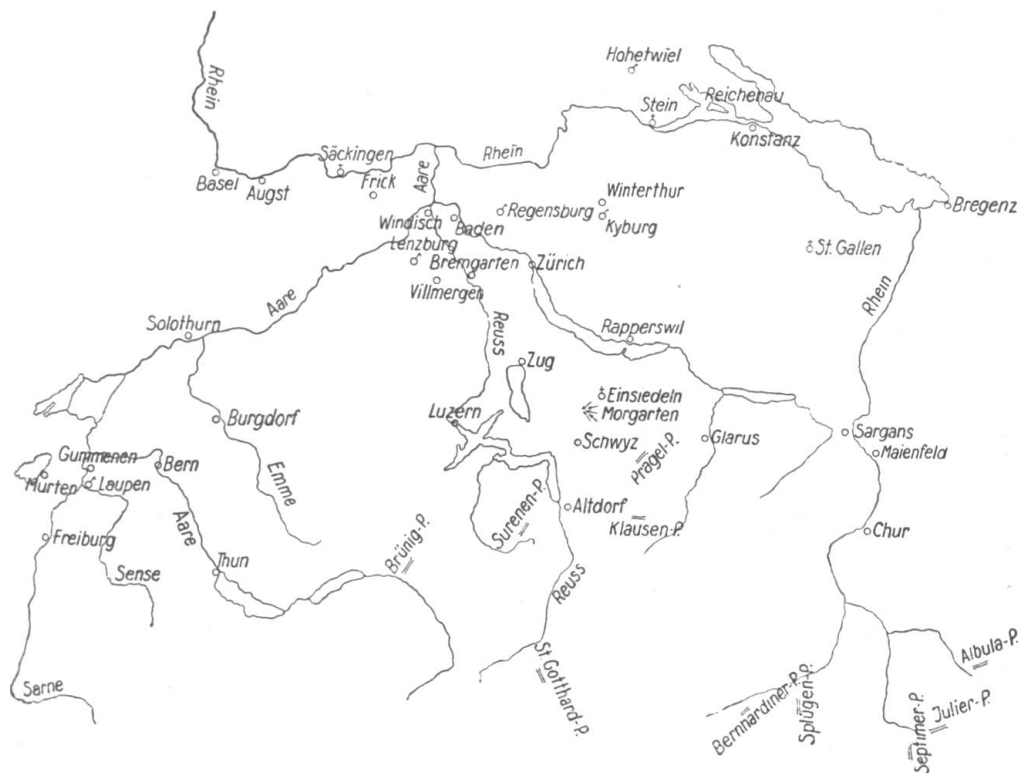 Hohetwiel
Rhein
Reichenau
Stein
Konstanz
Säckingen
Rhein
Basel
Augst
Frick
Aare
Winterthur
Regensburg
Kyburg
Bregenz
Windisch
Baden
Lenzburg
St. Gallen
Bremgarten
Zürich
Villmergen
Aare
Rhein
Solothurn
Reuss
Rapperswil
Zug
Einsiedeln
Luzern
Morgarten
Burgdorf
Schwyz
Glarus
Sargans
Pragel-P.
Maienfeld
Gummenen
Bern
Murten
Laupen
Emme
Surenen-P.
Altdorf
Klausen-P.
Freiburg
Aare
Chur
Brünig-P.
Thun
Sense
Reuss
St. Gotthard-P.
Albula-P.
Sarne
Bernhardiner-P.
Splügen-P.
Septimer-P.
Julier-P.